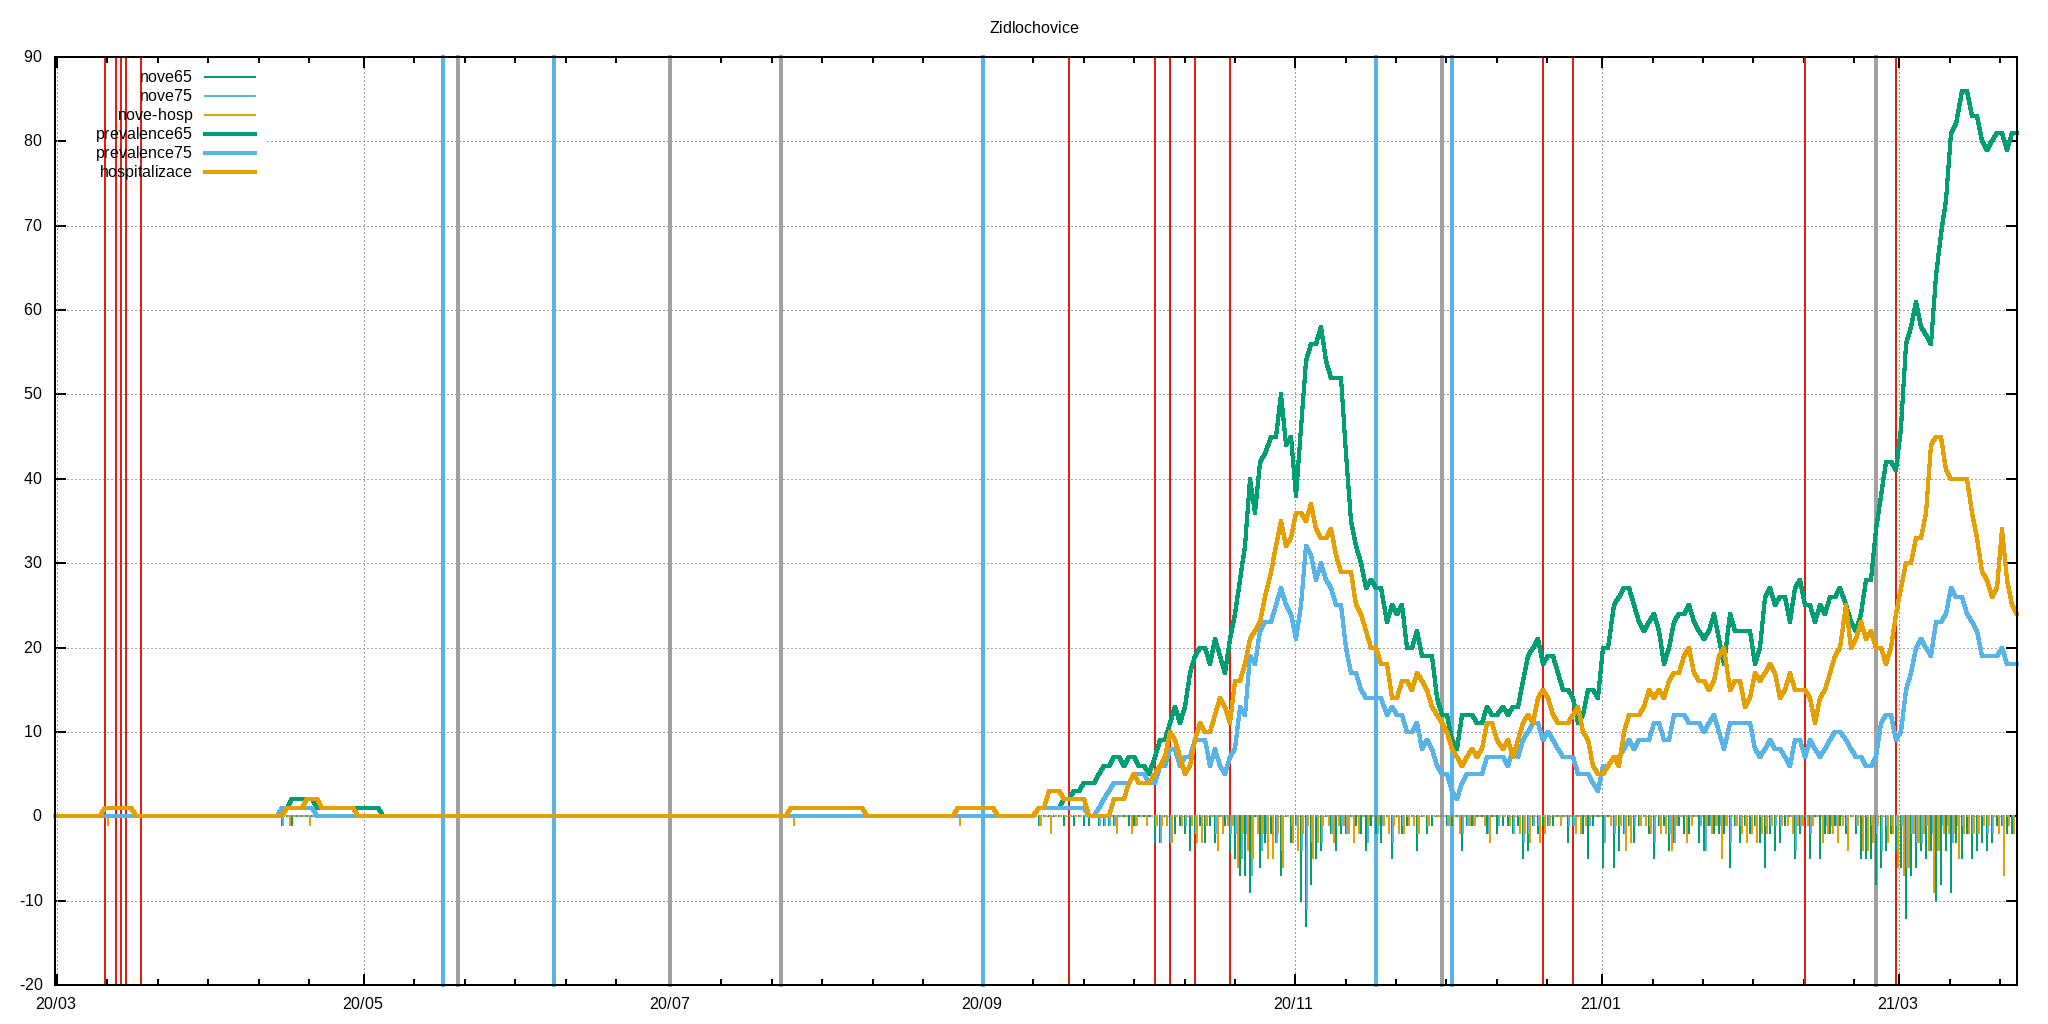 Zidlochovice
90
80
70
60
50
40
30
20
10
0
-10
-20
nove65
nove75
nove-hosp
prevalence65
prevalence75
hospitalizace
20/03 20/05 20/07 20/09 20/11 21/01 21/03